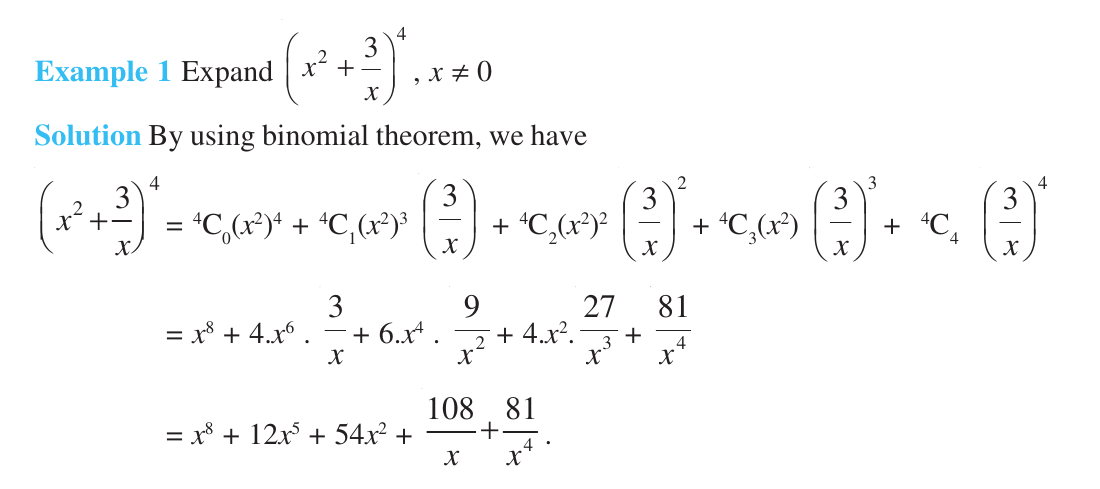 Example 1 Expand (x² + 3/x)⁴ , x ≠ 0
Solution By using binomial theorem, we have
(x² + 3/x)⁴ = ⁴C₀(x²)⁴ + ⁴C₁(x²)³ (3/x) + ⁴C₂(x²)² (3/x)² + ⁴C₃(x²) (3/x)³ + ⁴C₄ (3/x)⁴
= x⁸ + 4.x⁶ . 3/x + 6.x⁴ . 9/x² + 4.x². 27/x³ + 81/x⁴
= x⁸ + 12x⁵ + 54x² + 108/x + 81/x⁴ .